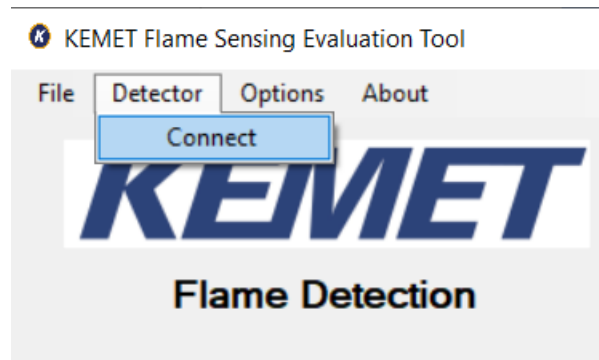 KEMET Flame Sensing Evaluation Tool
File Detector Options About
Connect
KEMET
Flame Detection